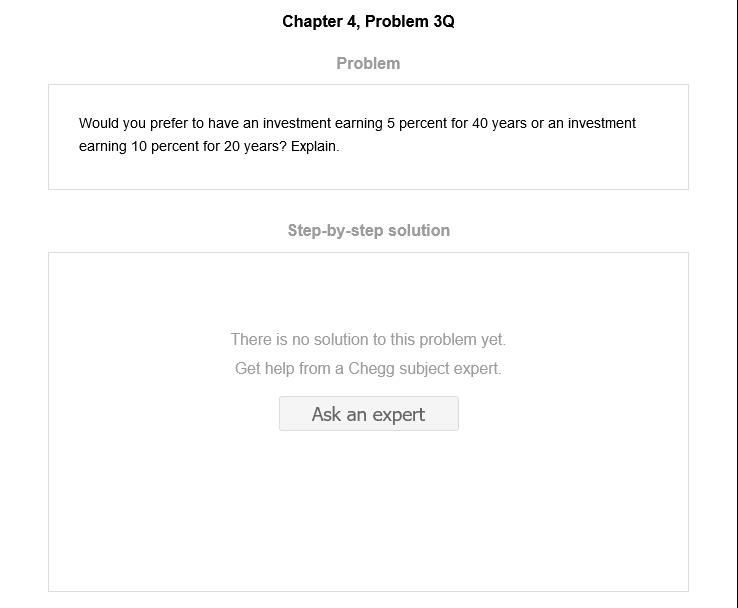 Chapter 4, Problem 3Q
Problem
Would you prefer to have an investment earning 5 percent for 40 years or an investment
earning 10 percent for 20 years? Explain.
Step-by-step solution
There is no solution to this problem yet.
Get help from a Chegg subject expert.
Ask an expert